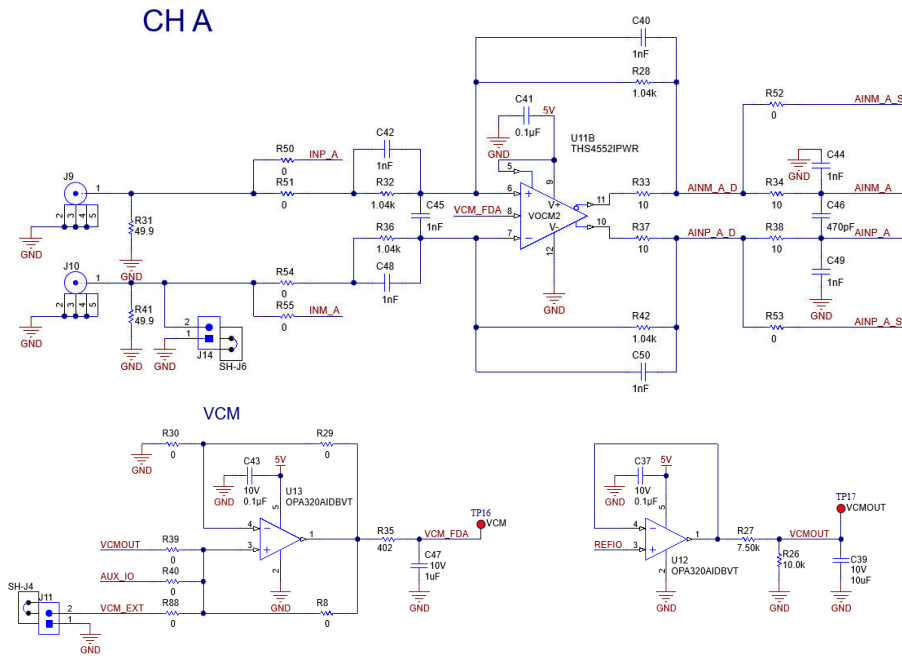 CH A
C40
1nF
R28
1.04k
C41
0.1µF
5V
GND
U11B
THS4552IPWR
R52
0
AINM_A_S
C42
1nF
R50
0
INP_A
R51
0
R32
1.04k
J9
1
2
3
4
5
GND
R31
49.9
GND
C45
1nF
VCM_FDA
5
6
8
7
9
V+
VOCM2
V-
12
11
10
GND
R33
10
AINM_A_D
R34
10
GND
C44
1nF
AINM_A
C46
470pF
R36
1.04k
R37
10
AINP_A_D
R38
10
AINP_A
C48
1nF
C49
1nF
GND
J10
1
2
3
4
5
GND
R41
49.9
GND
R54
0
R55
0
INM_A
2
1
J14
GND
SH-J6
R42
1.04k
C50
1nF
R53
0
AINP_A_S
VCM
R30
0
GND
R29
0
C43
10V
0.1µF
GND
5V
U13
OPA320AIDBVT
4
3
5
1
2
GND
R35
402
VCM_FDA
TP16
VCM
C47
10V
1uF
GND
VCMOUT
R39
0
AUX_IO
R40
0
SH-J4
J11
2
1
VCM_EXT
R88
0
R8
0
GND
C37
10V
0.1µF
GND
5V
REFIO
4
3
5
1
2
U12
OPA320AIDBVT
GND
R27
7.50k
VCMOUT
TP17
VCMOUT
R26
10.0k
GND
C39
10V
10uF
GND